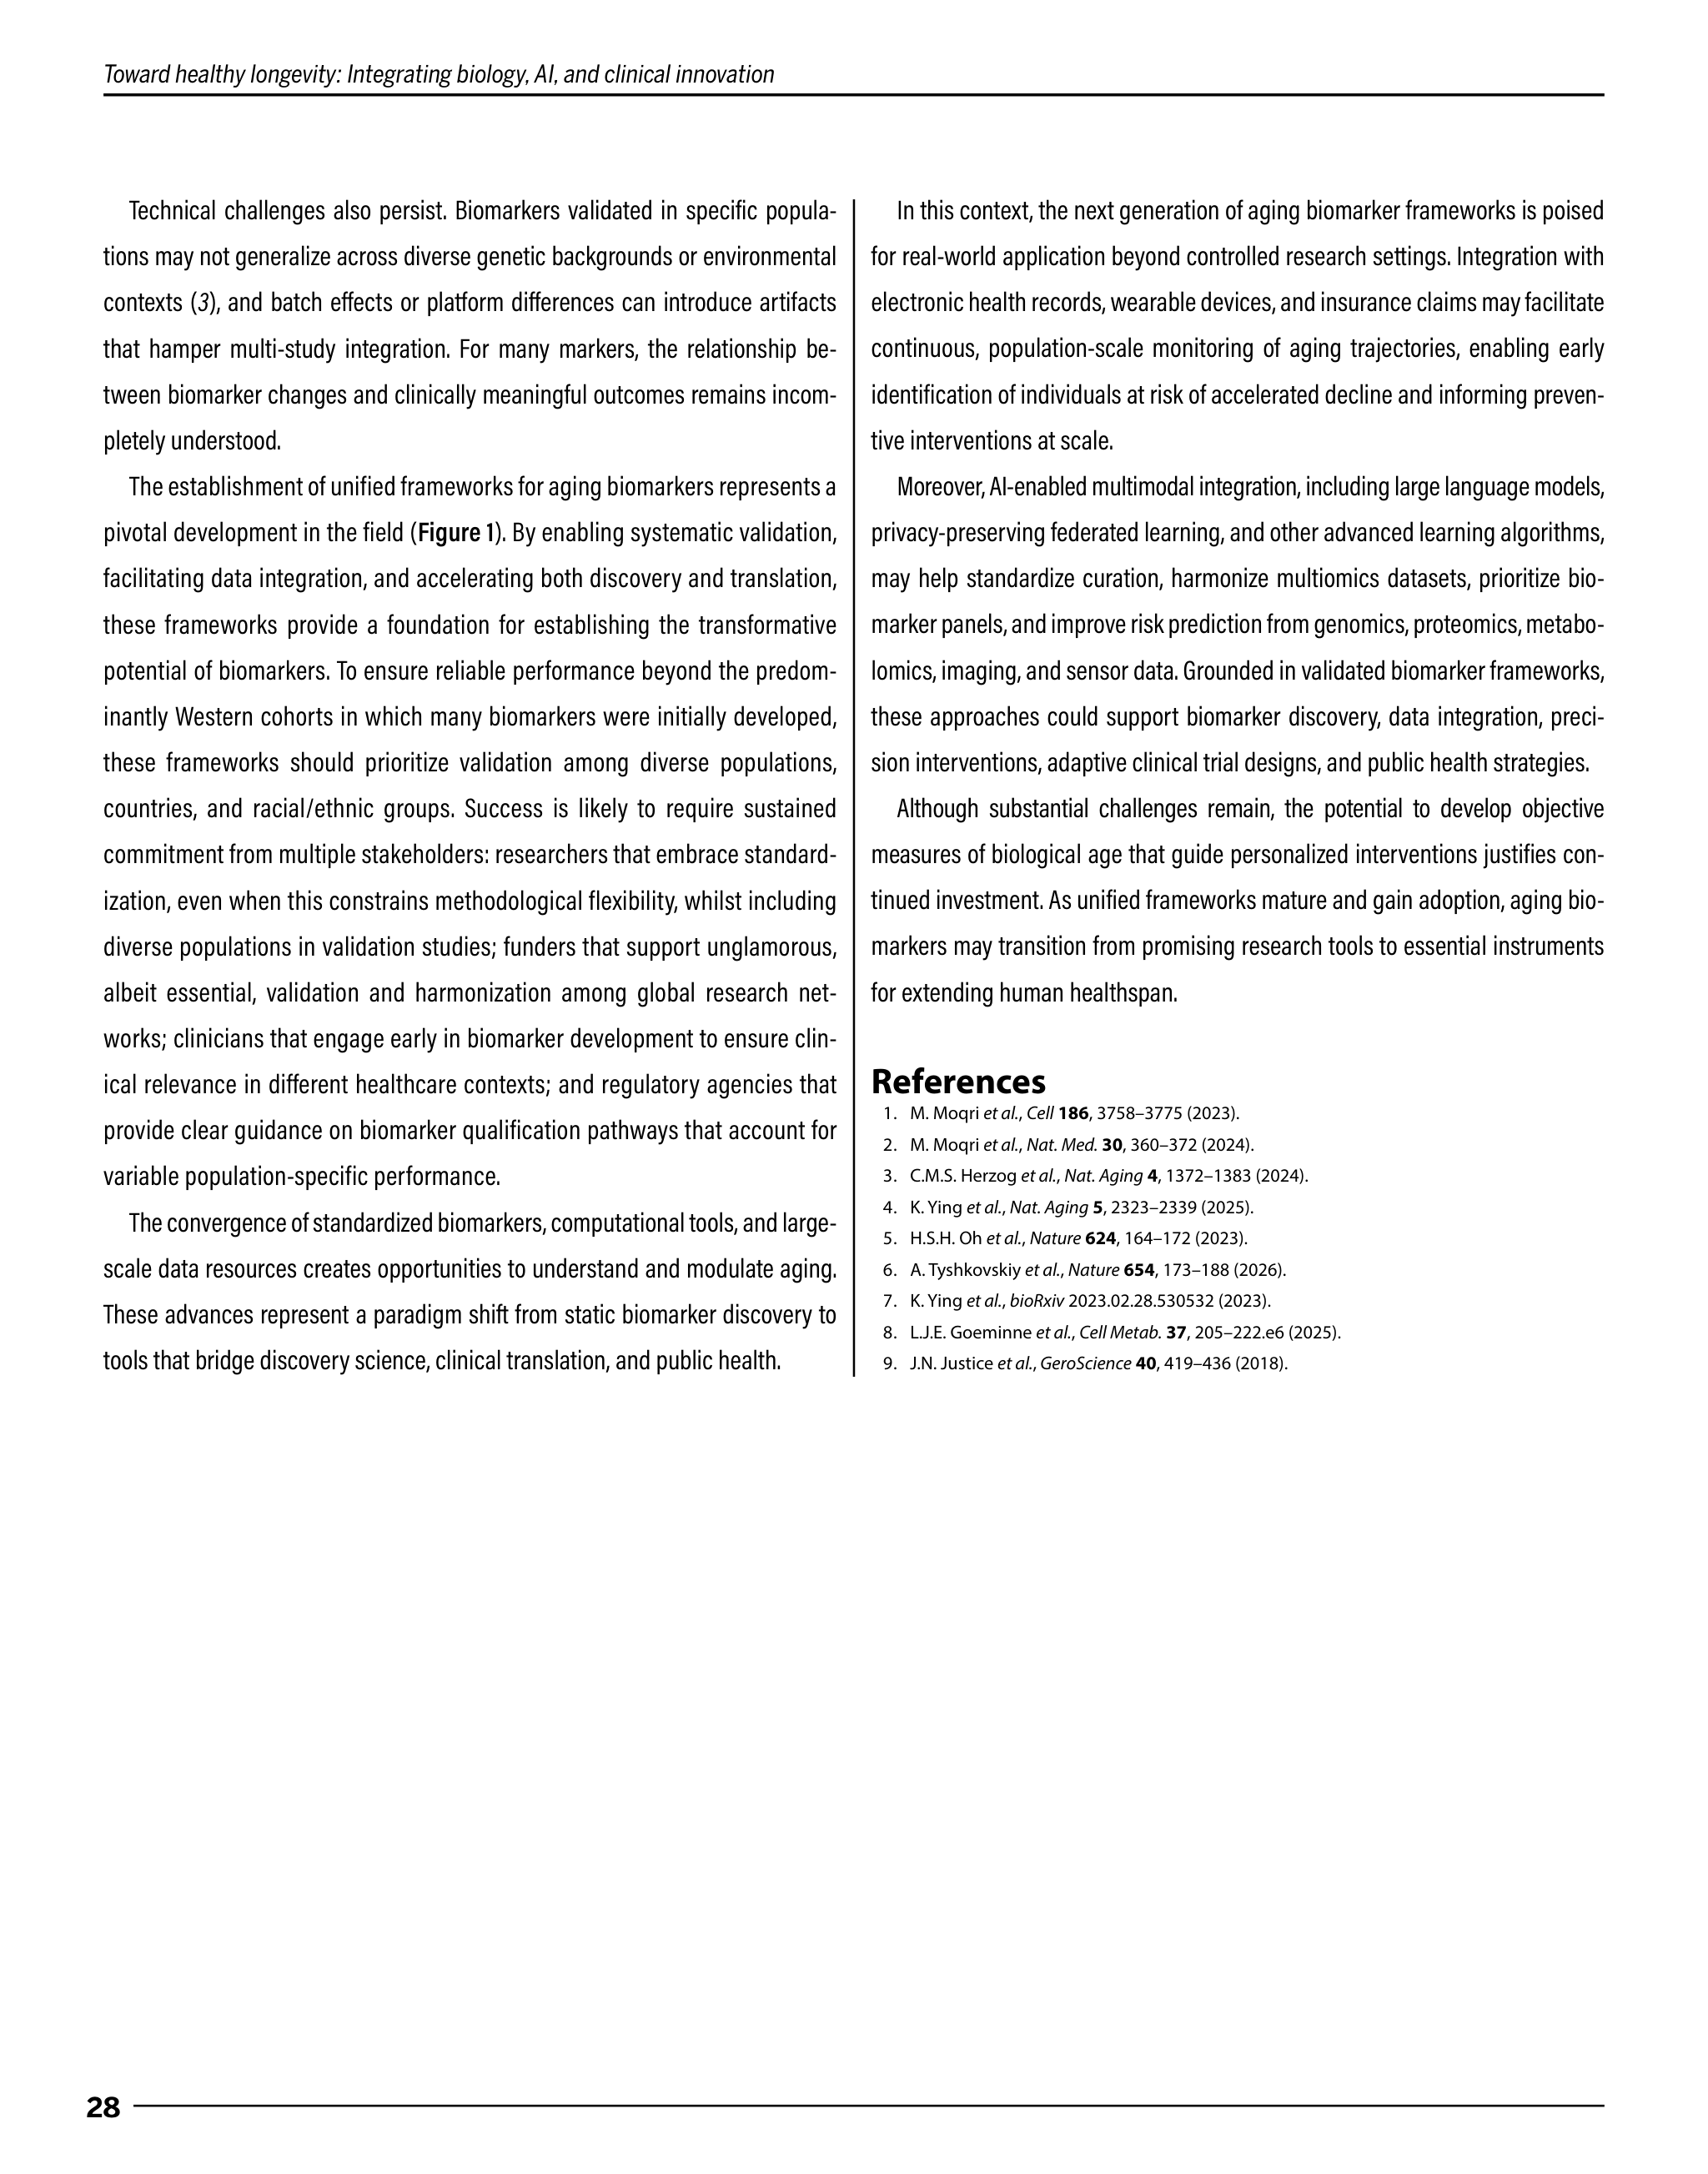 Toward healthy longevity: Integrating biology, AI, and clinical innovation
Technical challenges also persist. Biomarkers validated in specific popula-
tions may not generalize across diverse genetic backgrounds or environmental
contexts (3), and batch effects or platform differences can introduce artifacts
that hamper multi-study integration. For many markers, the relationship be-
tween biomarker changes and clinically meaningful outcomes remains incom-
pletely understood.
The establishment of unified frameworks for aging biomarkers represents a
pivotal development in the field (Figure 1). By enabling systematic validation,
facilitating data integration, and accelerating both discovery and translation,
these frameworks provide a foundation for establishing the transformative
potential of biomarkers. To ensure reliable performance beyond the predom-
inantly Western cohorts in which many biomarkers were initially developed,
these frameworks should prioritize validation among diverse populations,
countries, and racial/ethnic groups. Success is likely to require sustained
commitment from multiple stakeholders: researchers that embrace standard-
ization, even when this constrains methodological flexibility, whilst including
diverse populations in validation studies; funders that support unglamorous,
albeit essential, validation and harmonization among global research net-
works; clinicians that engage early in biomarker development to ensure clin-
ical relevance in different healthcare contexts; and regulatory agencies that
provide clear guidance on biomarker qualification pathways that account for
variable population-specific performance.
The convergence of standardized biomarkers, computational tools, and large-
scale data resources creates opportunities to understand and modulate aging.
These advances represent a paradigm shift from static biomarker discovery to
tools that bridge discovery science, clinical translation, and public health.
In this context, the next generation of aging biomarker frameworks is poised
for real-world application beyond controlled research settings. Integration with
electronic health records, wearable devices, and insurance claims may facilitate
continuous, population-scale monitoring of aging trajectories, enabling early
identification of individuals at risk of accelerated decline and informing preven-
tive interventions at scale.
Moreover, AI-enabled multimodal integration, including large language models,
privacy-preserving federated learning, and other advanced learning algorithms,
may help standardize curation, harmonize multiomics datasets, prioritize bio-
marker panels, and improve risk prediction from genomics, proteomics, metabo-
lomics, imaging, and sensor data. Grounded in validated biomarker frameworks,
these approaches could support biomarker discovery, data integration, preci-
sion interventions, adaptive clinical trial designs, and public health strategies.
Although substantial challenges remain, the potential to develop objective
measures of biological age that guide personalized interventions justifies con-
tinued investment. As unified frameworks mature and gain adoption, aging bio-
markers may transition from promising research tools to essential instruments
for extending human healthspan.
References
1. M. Moqri et al., Cell 186, 3758–3775 (2023).
2. M. Moqri et al., Nat. Med. 30, 360–372 (2024).
3. C.M.S. Herzog et al., Nat. Aging 4, 1372–1383 (2024).
4. K. Ying et al., Nat. Aging 5, 2323–2339 (2025).
5. H.S.H. Oh et al., Nature 624, 164–172 (2023).
6. A. Tyshkovskiy et al., Nature 654, 173–188 (2026).
7. K. Ying et al., bioRxiv 2023.02.28.530532 (2023).
8. L.J.E. Goeminne et al., Cell Metab. 37, 205–222.e6 (2025).
9. J.N. Justice et al., GeroScience 40, 419–436 (2018).
28